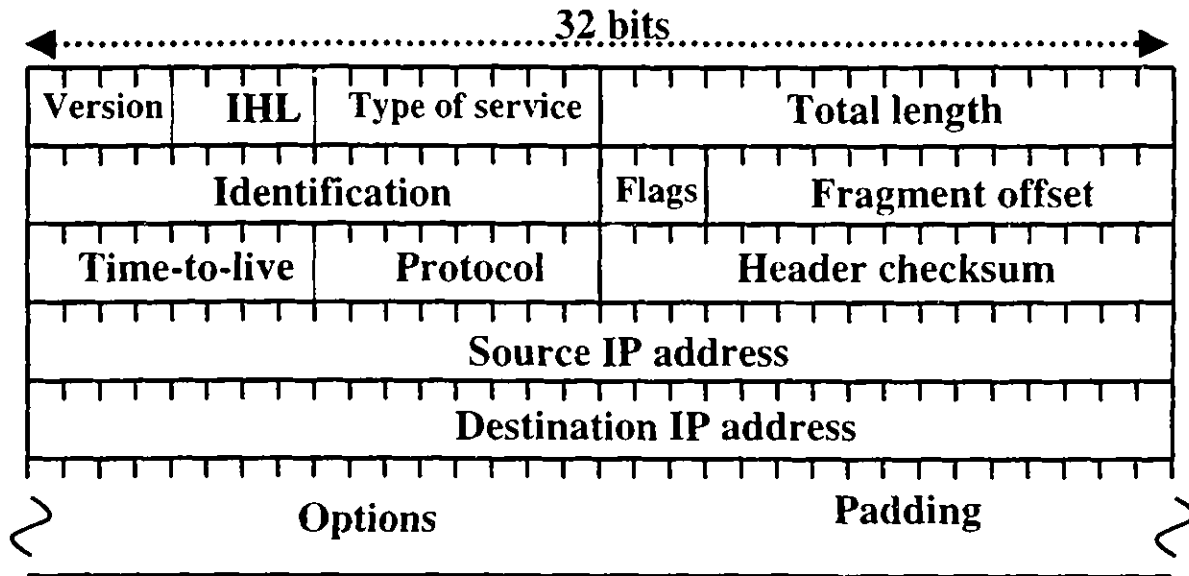 32 bits
Version IHL Type of service Total length
Identification Flags Fragment offset
Time-to-live Protocol Header checksum
Source IP address
Destination IP address
Options Padding